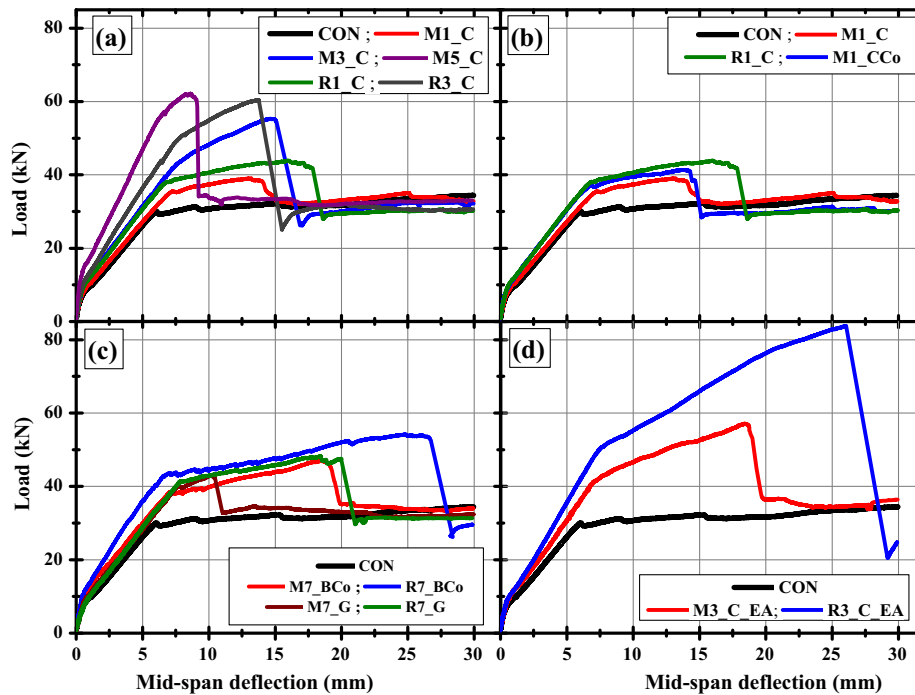 (a)
CON ; M1_C
M3_C ; M5_C
R1_C ; R3_C
(b)
CON ; M1_C
R1_C ; M1_CCo
80
60
40
20
0
Load (kN)
(c)
CON
M7_BCo ; R7_BCo
M7_G ; R7_G
(d)
CON
M3_C_EA; R3_C_EA
80
60
40
20
0
Load (kN)
0 5 10 15 20 25 30
0 5 10 15 20 25 30
Mid-span deflection (mm)
Mid-span deflection (mm)